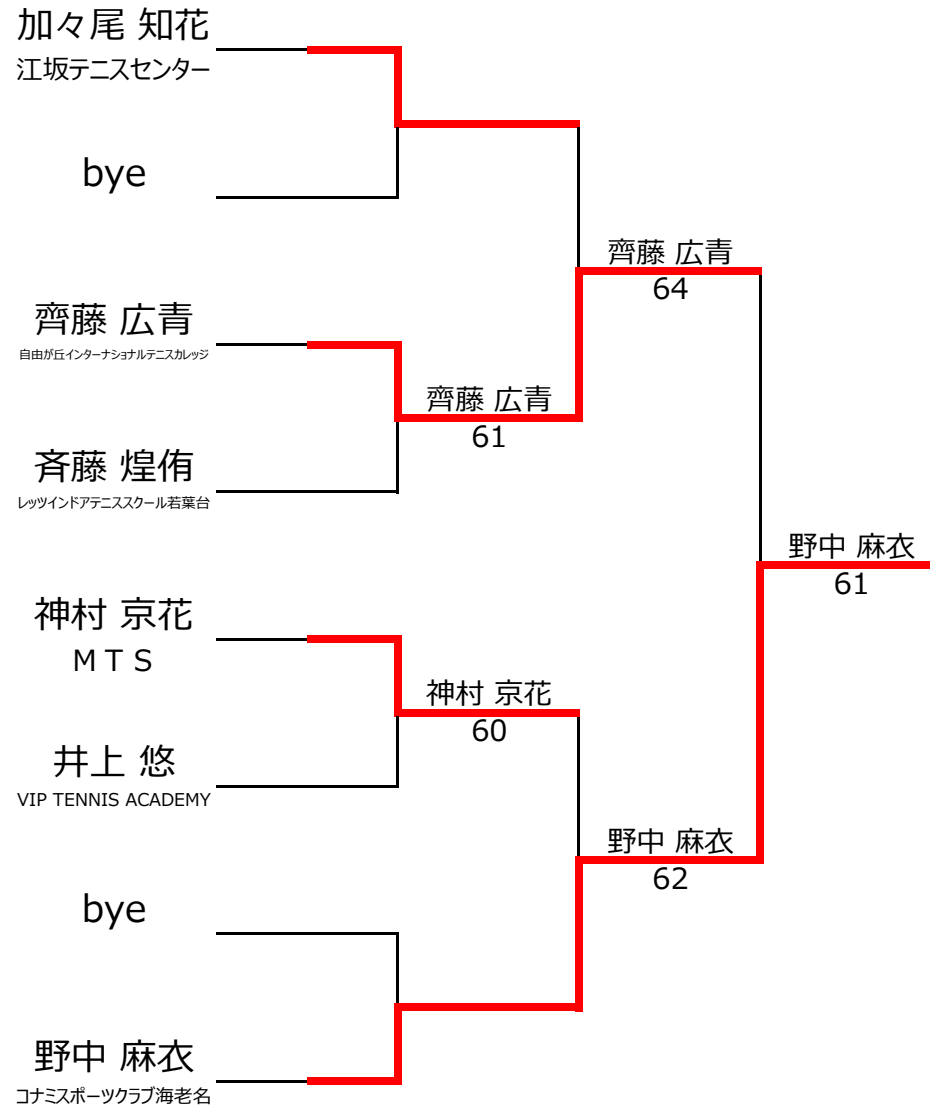 加々尾 知花
江坂テニスセンター
bye
齊藤 広青
64
齊藤 広青
自由が丘インターナショナルテニスカレッジ
齊藤 広青
61
斉藤 煌侑
レッツインドアテニススクール若葉台
野中 麻衣
61
神村 京花
ＭＴＳ
神村 京花
60
井上 悠
VIP TENNIS ACADEMY
野中 麻衣
62
bye
野中 麻衣
コナミスポーツクラブ海老名